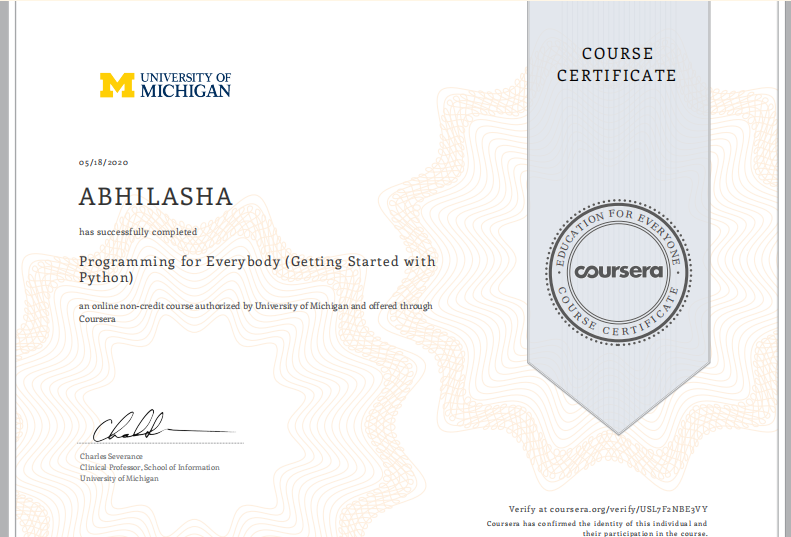 UNIVERSITY OF
MICHIGAN
COURSE
CERTIFICATE
05/18/2020
ABHILASHA
has successfully completed
Programming for Everybody (Getting Started with
Python)
an online non-credit course authorized by University of Michigan and offered through
Coursera
EDUCATION FOR EVERYONE
coursera
COURSE CERTIFICATE
Charles Severance
Clinical Professor, School of Information
University of Michigan
Verify at coursera.org/verify/USL7F2NBE3VY
Coursera has confirmed the identity of this individual and
their participation in the course.